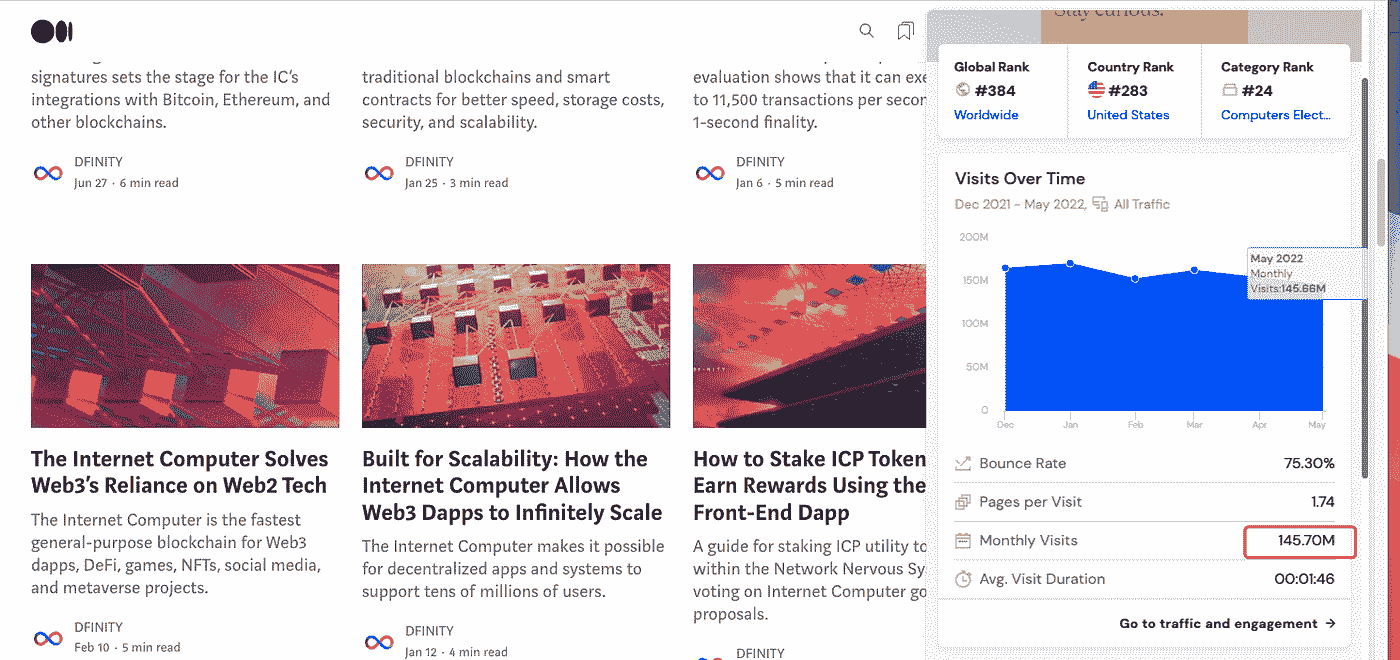 signatures sets the stage for the IC's
integrations with Bitcoin, Ethereum, and
other blockchains.
DFINITY
Jun 27 · 6 min read
traditional blockchains and smart
contracts for better speed, storage costs,
security, and scalability.
DFINITY
Jan 25 · 3 min read
evaluation shows that it can
to 11,500 transactions per
1-second finality.
DFINITY
Jan 6 · 5 min read
The Internet Computer Solves
Web3's Reliance on Web2 Tech
The Internet Computer is the fastest
general-purpose blockchain for Web3
dapps, DeFi, games, NFTs, social media,
and metaverse projects.
DFINITY
Feb 10 · 5 min read
Built for Scalability: How the
Internet Computer Allows
Web3 Dapps to Infinitely Scale
The Internet Computer makes it possible
for decentralized apps and systems to
support tens of millions of users.
DFINITY
Jan 12 · 4 min read
How to Stake ICP Token
Earn Rewards Using the
Front-End Dapp
A guide for staking ICP utility
within the Network Nervous
voting on Internet Computer
proposals.
DFINITY
Stay curious.
Global Rank
#384
Worldwide
Country Rank
#283
United States
Category Rank
#24
Computers Elect...
Visits Over Time
Dec 2021 - May 2022, All Traffic
200M
150M
100M
50M
0
Dec Jan Feb Mar Apr May
May 2022
Monthly
Visits:145.66M
Bounce Rate 75.30%
Pages per Visit 1.74
Monthly Visits 145.70M
Avg. Visit Duration 00:01:46
Go to traffic and engagement →